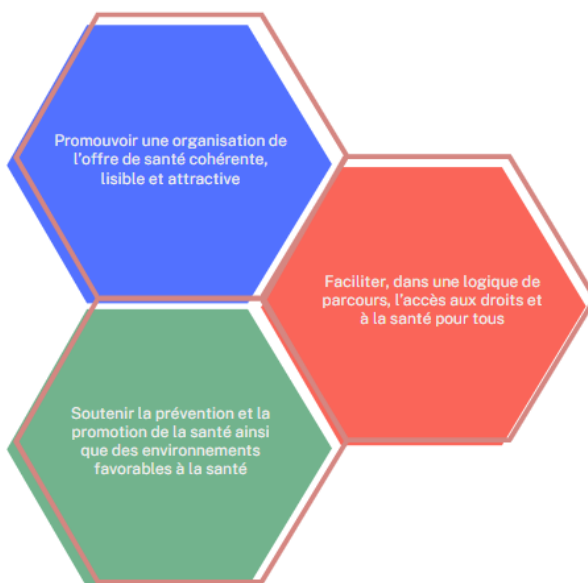 Promouvoir une organisation de
l'offre de santé cohérente,
lisible et attractive
Faciliter, dans une logique de
parcours, l'accès aux droits et
à la santé pour tous
Soutenir la prévention et la
promotion de la santé ainsi
que des environnements
favorables à la santé